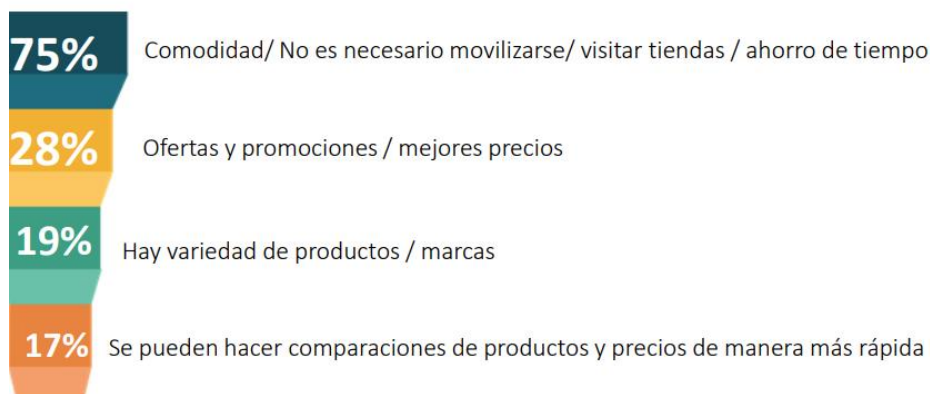 75%
Comodidad/ No es necesario movilizarse/ visitar tiendas / ahorro de tiempo
28%
Ofertas y promociones / mejores precios
19%
Hay variedad de productos / marcas
17%
Se pueden hacer comparaciones de productos y precios de manera más rápida